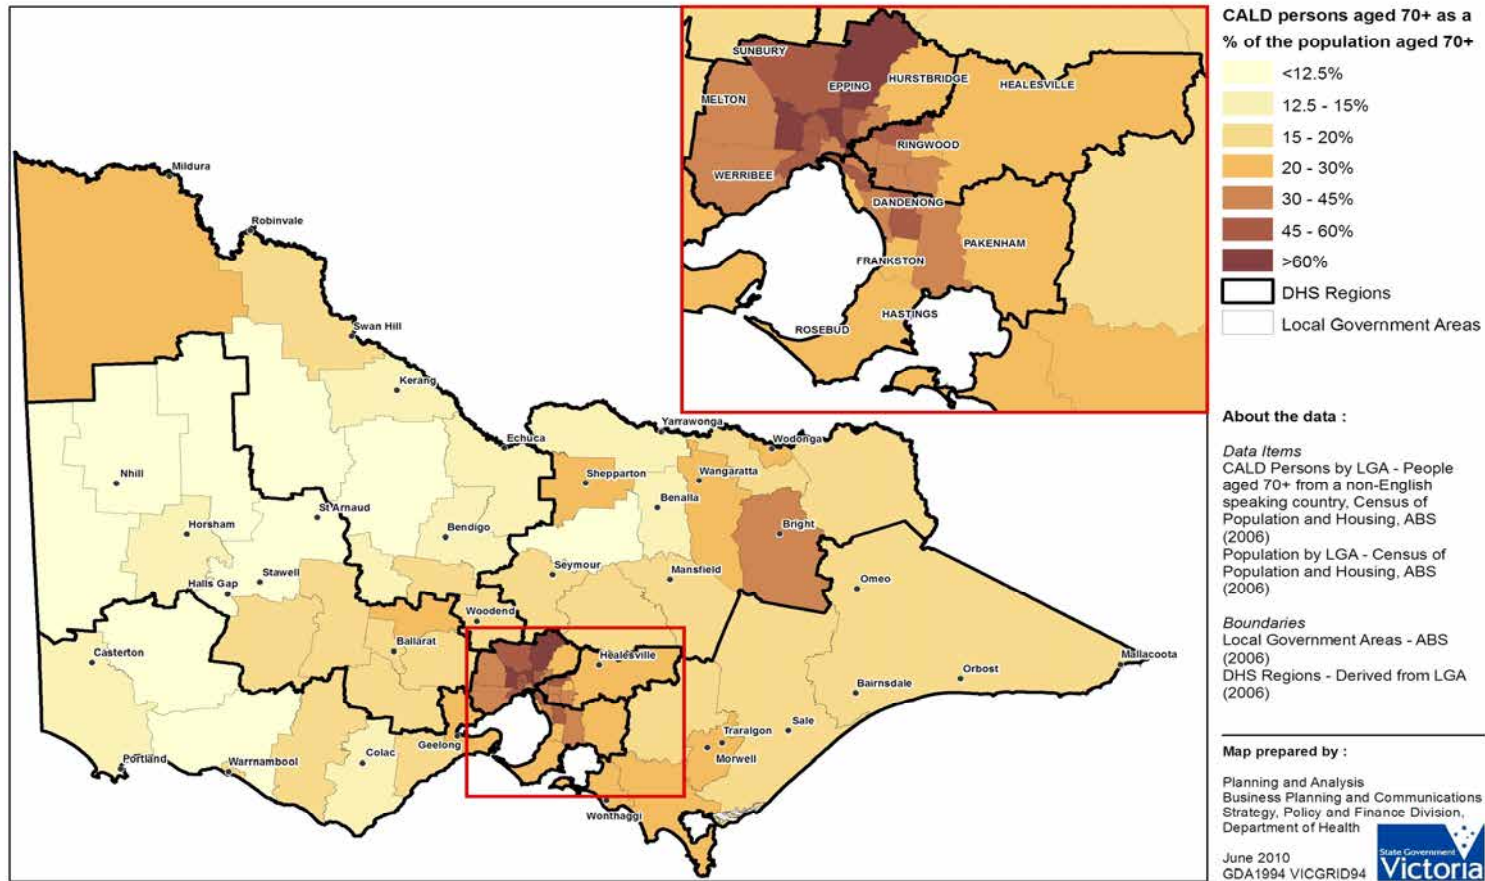 CALD persons aged 70+ as a
% of the population aged 70+
<12.5%
12.5 - 15%
15 - 20%
20 - 30%
30 - 45%
45 - 60%
>60%
DHS Regions
Local Government Areas
About the data :
Data Items
CALD Persons by LGA - People
aged 70+ from a non-English
speaking country, Census of
Population and Housing, ABS
(2006)
Population by LGA - Census of
Population and Housing, ABS
(2006)
Boundaries
Local Government Areas - ABS
(2006)
DHS Regions - Derived from LGA
(2006)
Map prepared by :
Planning and Analysis
Business Planning and Communications
Strategy, Policy and Finance Division,
Department of Health
June 2010
GDA1994 VICGRID94
State Government
Victoria
SUNBURY
EPPING
HURSTBRIDGE
HEALESVILLE
MELTON
RINGWOOD
WERRIBEE
DANDENONG
PAKENHAM
FRANKSTON
HASTINGS
ROSEBUD
Mildura
Robinvale
Swan Hill
Kerang
Echuca
Yarrawonga
Wodonga
Nhill
Shepparton
Wangaratta
Benalla
St Arnaud
Horsham
Bendigo
Bright
Stawell
Halls Gap
Seymour
Mansfield
Omeo
Woodend
Ballarat
Casterton
Healesville
Mallacoota
Orbost
Bairnsdale
Sale
Traralgon
Morwell
Geelong
Colac
Portland
Warrnambool
Wonthaggi